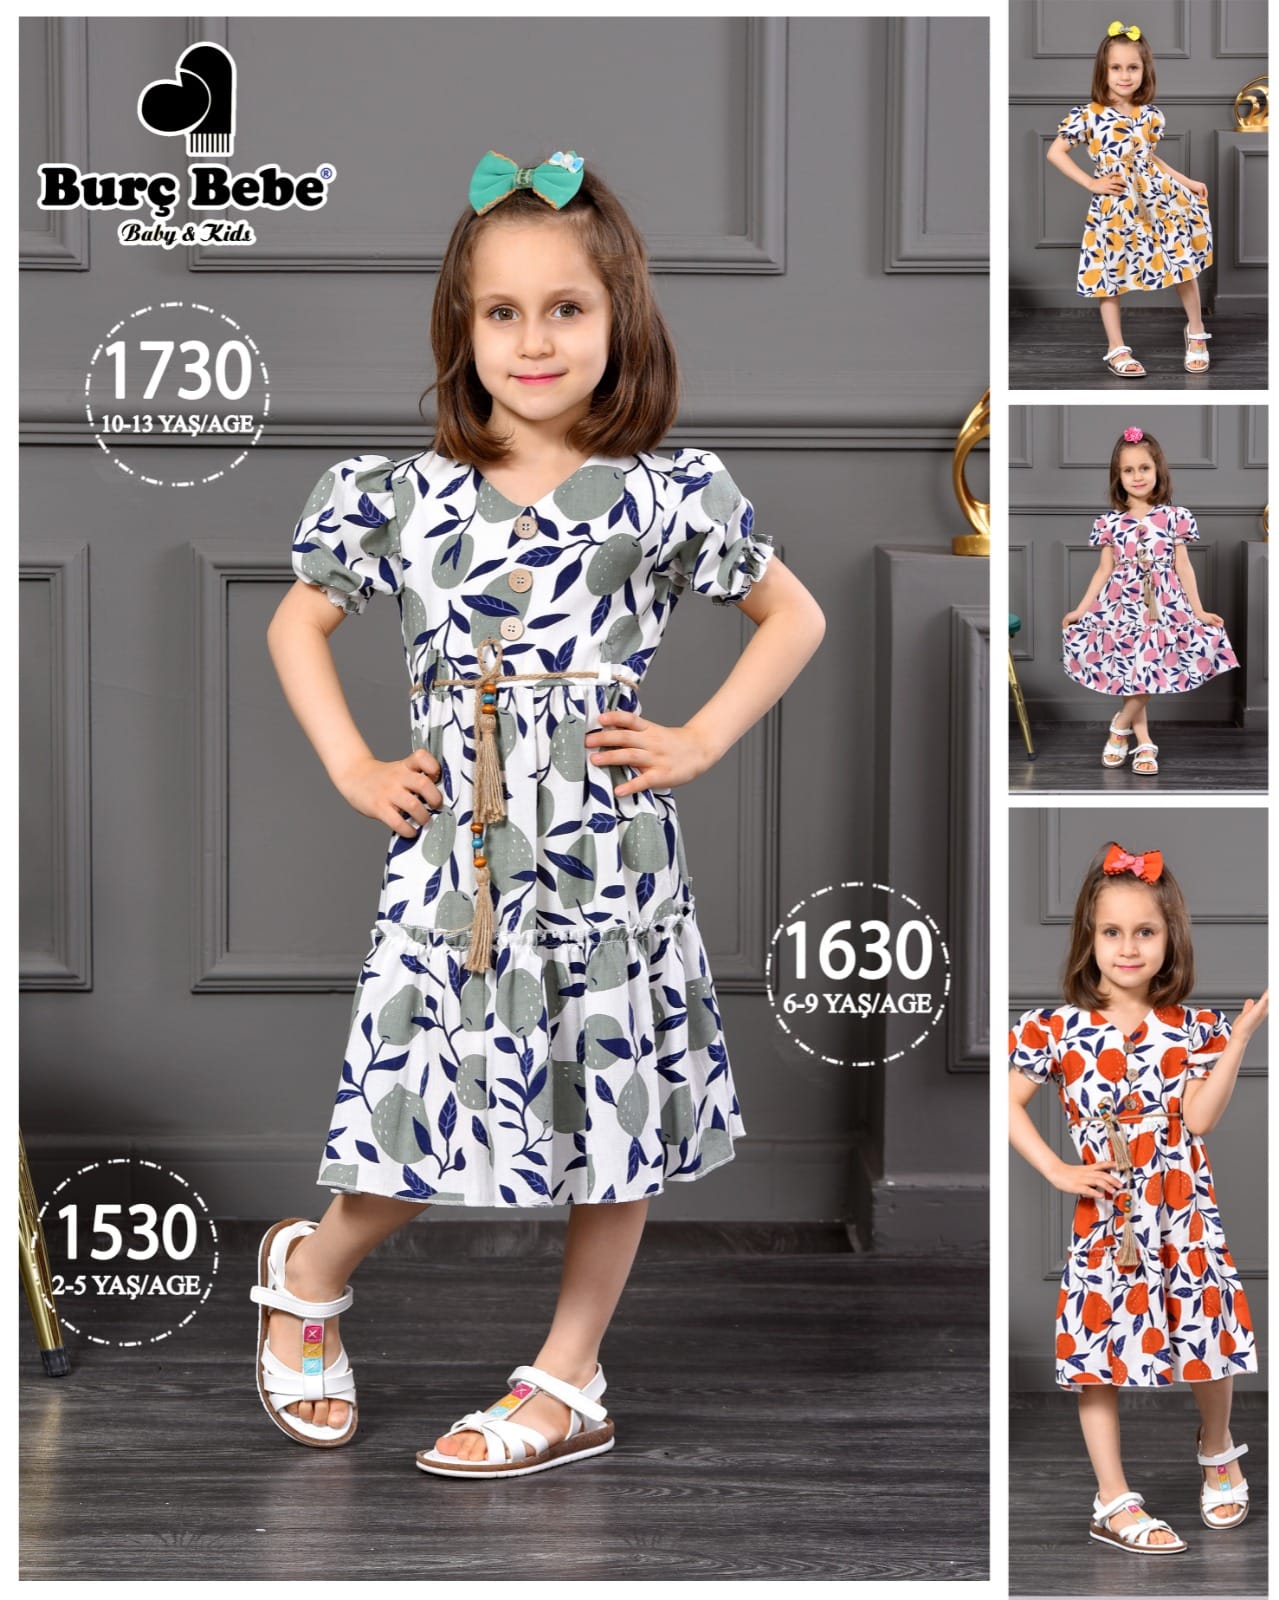 Burç Bebe®
Baby & Kids
1730
10-13 YAŞ/AGE
1630
6-9 YAŞ/AGE
1530
2-5 YAŞ/AGE